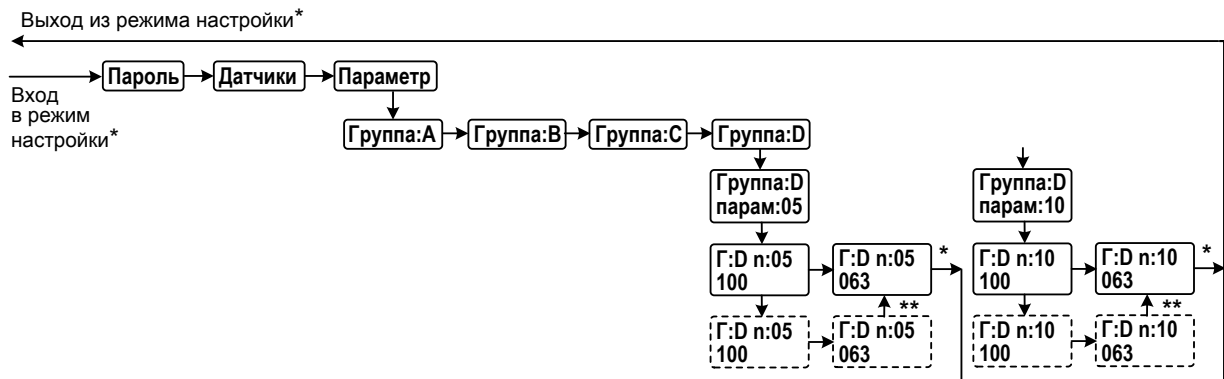 Выход из режима настройки*
Пароль
Датчики
Параметр
Вход
в режим
настройки*
Группа:A
Группа:B
Группа:C
Группа:D
Группа:D
парам:05
Г:D n:05
100
Г:D n:05
063
*
Г:D n:05
100
Г:D n:05
063
**
Группа:D
парам:10
Г:D n:10
100
Г:D n:10
063
*
Г:D n:10
100
Г:D n:10
063
**